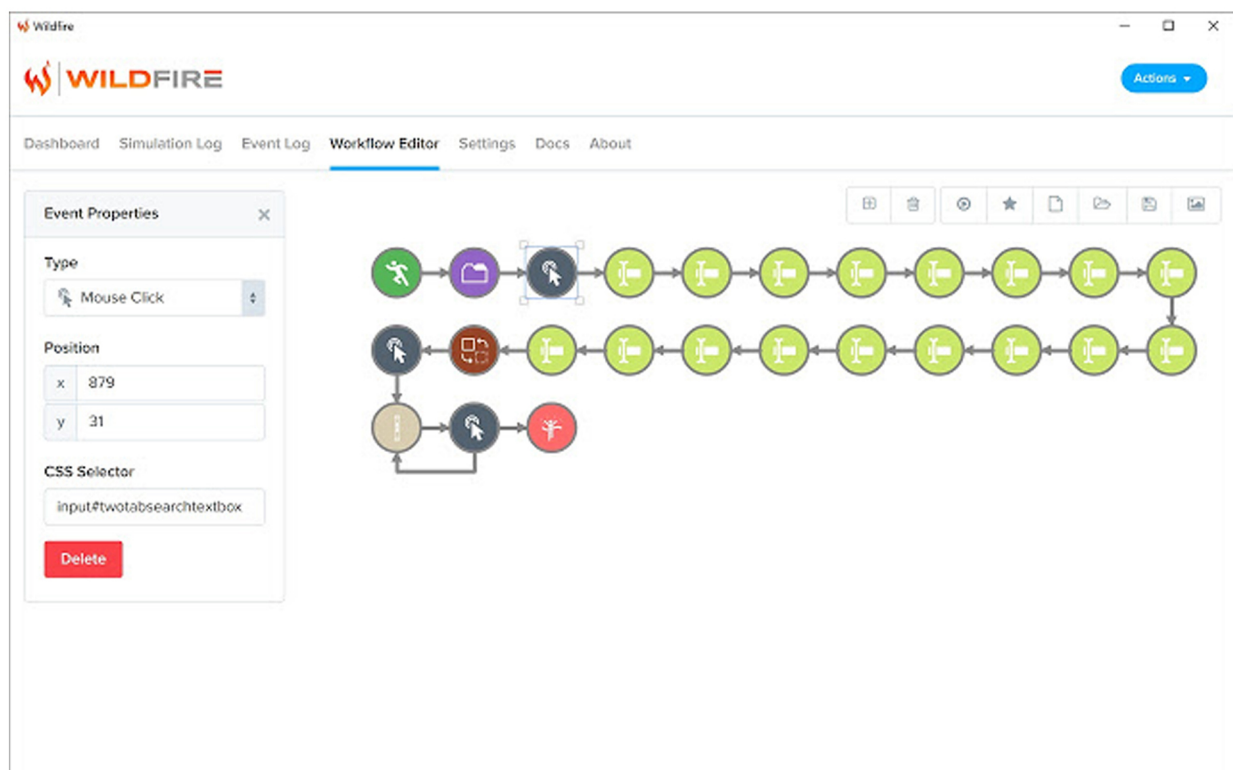 Wildfire
WILDFIRE
Actions
Dashboard Simulation Log Event Log Workflow Editor Settings Docs About
Event Properties
Type
Mouse Click
Position
x 879
y 31
CSS Selector
input#twotabsearchtextbox
Delete